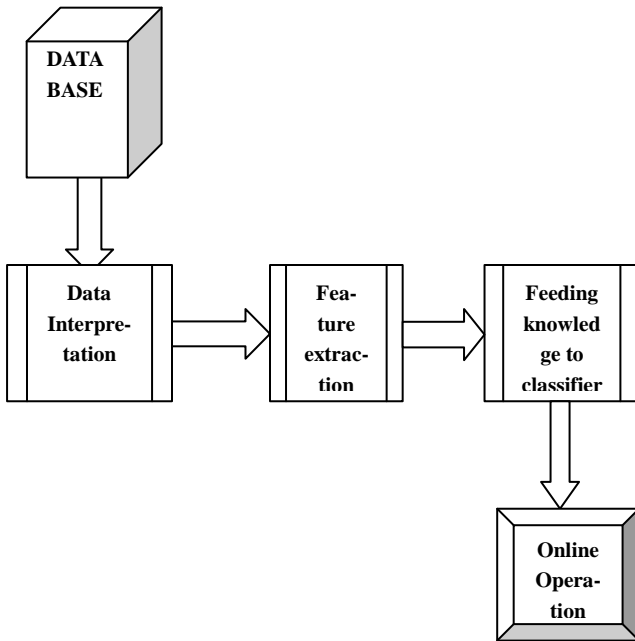 DATA
BASE
Data
Interpre-
tation
Fea-
ture
extrac-
tion
Feeding
knowled
ge to
classifier
Online
Opera-
tion